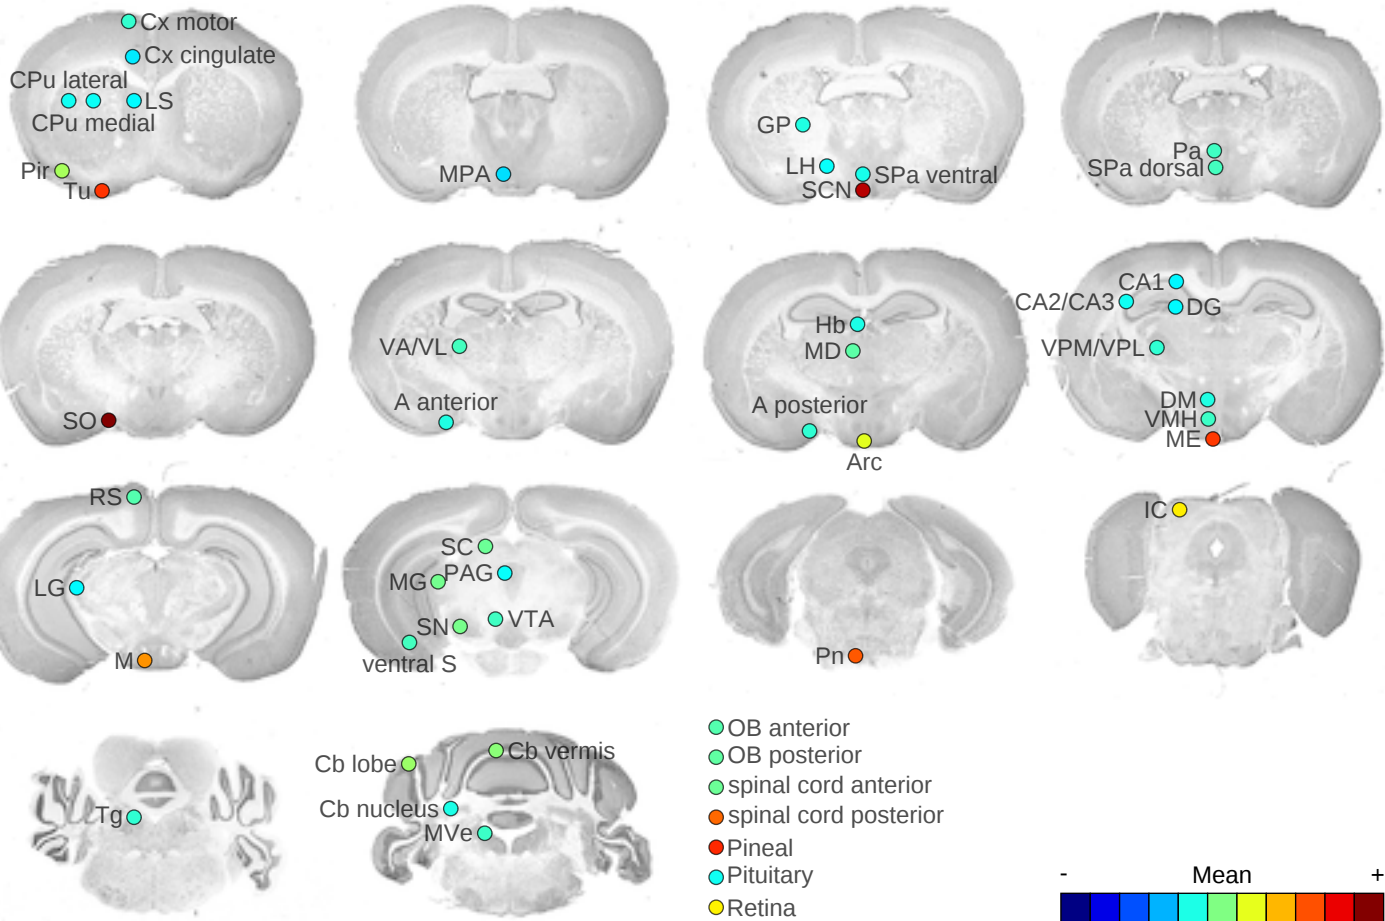 Cx motor
Cx cingulate
CPu lateral
LS
CPu medial
Pir
Tu
MPA
GP
LH
SPa ventral
SCN
Pa
SPa dorsal
SO
VA/VL
A anterior
Hb
MD
A posterior
Arc
CA1
CA2/CA3
DG
VPM/VPL
DM
VMH
ME
RS
LG
M
SC
MG
PAG
SN
VTA
ventral S
Pn
IC
Tg
Cb lobe
Cb vermis
Cb nucleus
MVe
OB anterior
OB posterior
spinal cord anterior
spinal cord posterior
Pineal
Pituitary
Retina
- Mean +